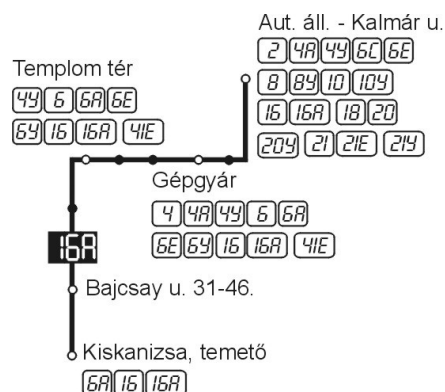 Aut. áll. - Kalmár u.
2 4A 4Y 6C 6E
8 8Y 10 10Y
16 16A 18 20
20Y 21 21E 21Y
Templom tér
4Y 6 6A 6E
6Y 16 16A 41E
Gépgyár
4 4A 4Y 6 6A
6E 6Y 16 16A 41E
16A
Bajcsay u. 31-46.
Kiskanizsa, temető
6A 16 16A